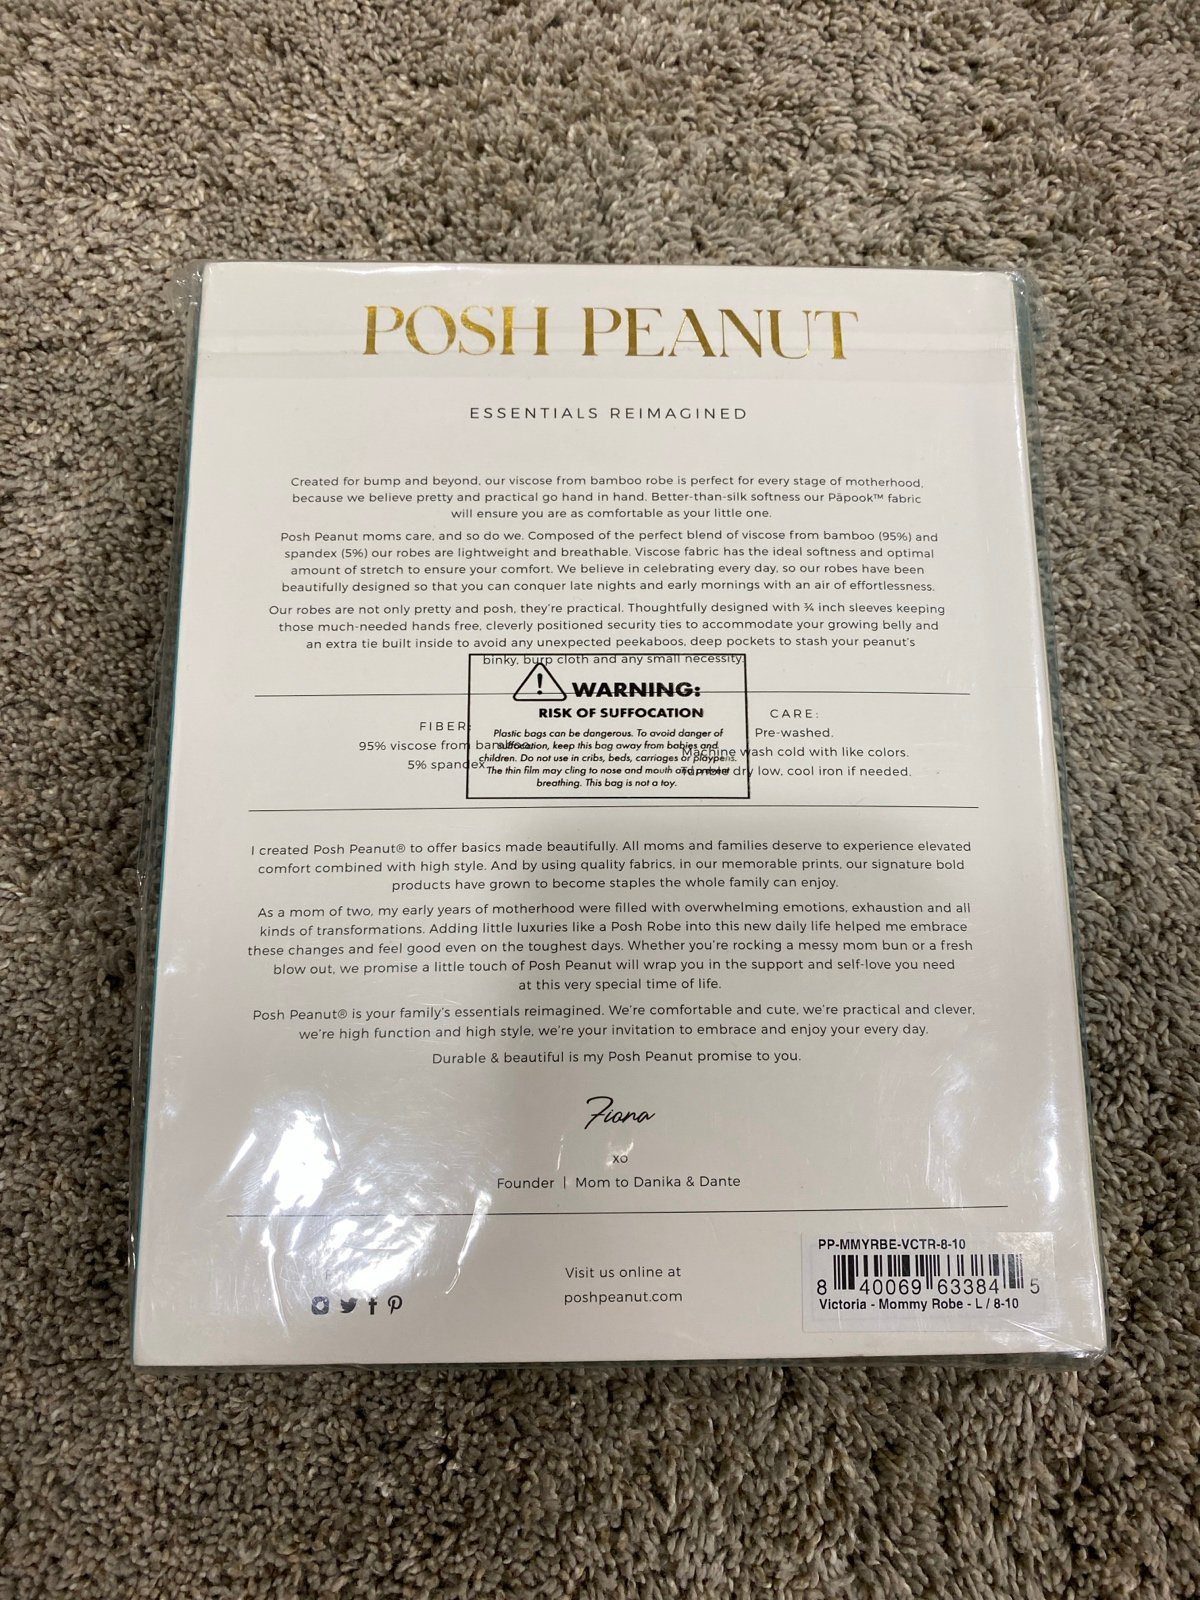 POSH PEANUT
ESSENTIALS REIMAGINED
Created for bump and beyond, our viscose from bamboo robe is perfect for every stage of motherhood,
because we believe pretty and practical go hand in hand. Better-than-silk softness our Pāpook™ fabric
will ensure you are as comfortable as your little one.
Posh Peanut moms care, and so do we. Composed of the perfect blend of viscose from bamboo (95%) and
spandex (5%) our robes are lightweight and breathable. Viscose fabric has the ideal softness and optimal
amount of stretch to ensure your comfort. We believe in celebrating every day, so our robes have been
beautifully designed so that you can conquer late nights and early mornings with an air of effortlessness.
Our robes are not only pretty and posh, they're practical. Thoughtfully designed with ¾ inch sleeves keeping
those much-needed hands free, cleverly positioned security ties to accommodate your growing belly and
an extra tie built inside to avoid any unexpected peekaboos, deep pockets to stash your peanut's
binky, burp cloth and any small necessity.
WARNING:
RISK OF SUFFOCATION
Plastic bags can be dangerous. To avoid danger of
suffocation, keep this bag away from babies and
children. Do not use in cribs, beds, carriages or playpens.
The thin film may cling to nose and mouth and prevent
breathing. This bag is not a toy.
FIBER:
95% viscose from bamboo
5% spandex
CARE:
Pre-washed.
Machine wash cold with like colors.
Tumble dry low, cool iron if needed.
I created Posh Peanut® to offer basics made beautifully. All moms and families deserve to experience elevated
comfort combined with high style. And by using quality fabrics, in our memorable prints, our signature bold
products have grown to become staples the whole family can enjoy.
As a mom of two, my early years of motherhood were filled with overwhelming emotions, exhaustion and all
kinds of transformations. Adding little luxuries like a Posh Robe into this new daily life helped me embrace
these changes and feel good even on the toughest days. Whether you're rocking a messy mom bun or a fresh
blow out, we promise a little touch of Posh Peanut will wrap you in the support and self-love you need
at this very special time of life.
Posh Peanut® is your family's essentials reimagined. We're comfortable and cute, we're practical and clever,
we're high function and high style, we're your invitation to embrace and enjoy your every day.
Durable & beautiful is my Posh Peanut promise to you.
Fiona
xo
Founder | Mom to Danika & Dante
Visit us online at
poshpeanut.com
PP-MMYRBE-VCTR-8-10
8 40069 63384 5
Victoria - Mommy Robe - L / 8-10